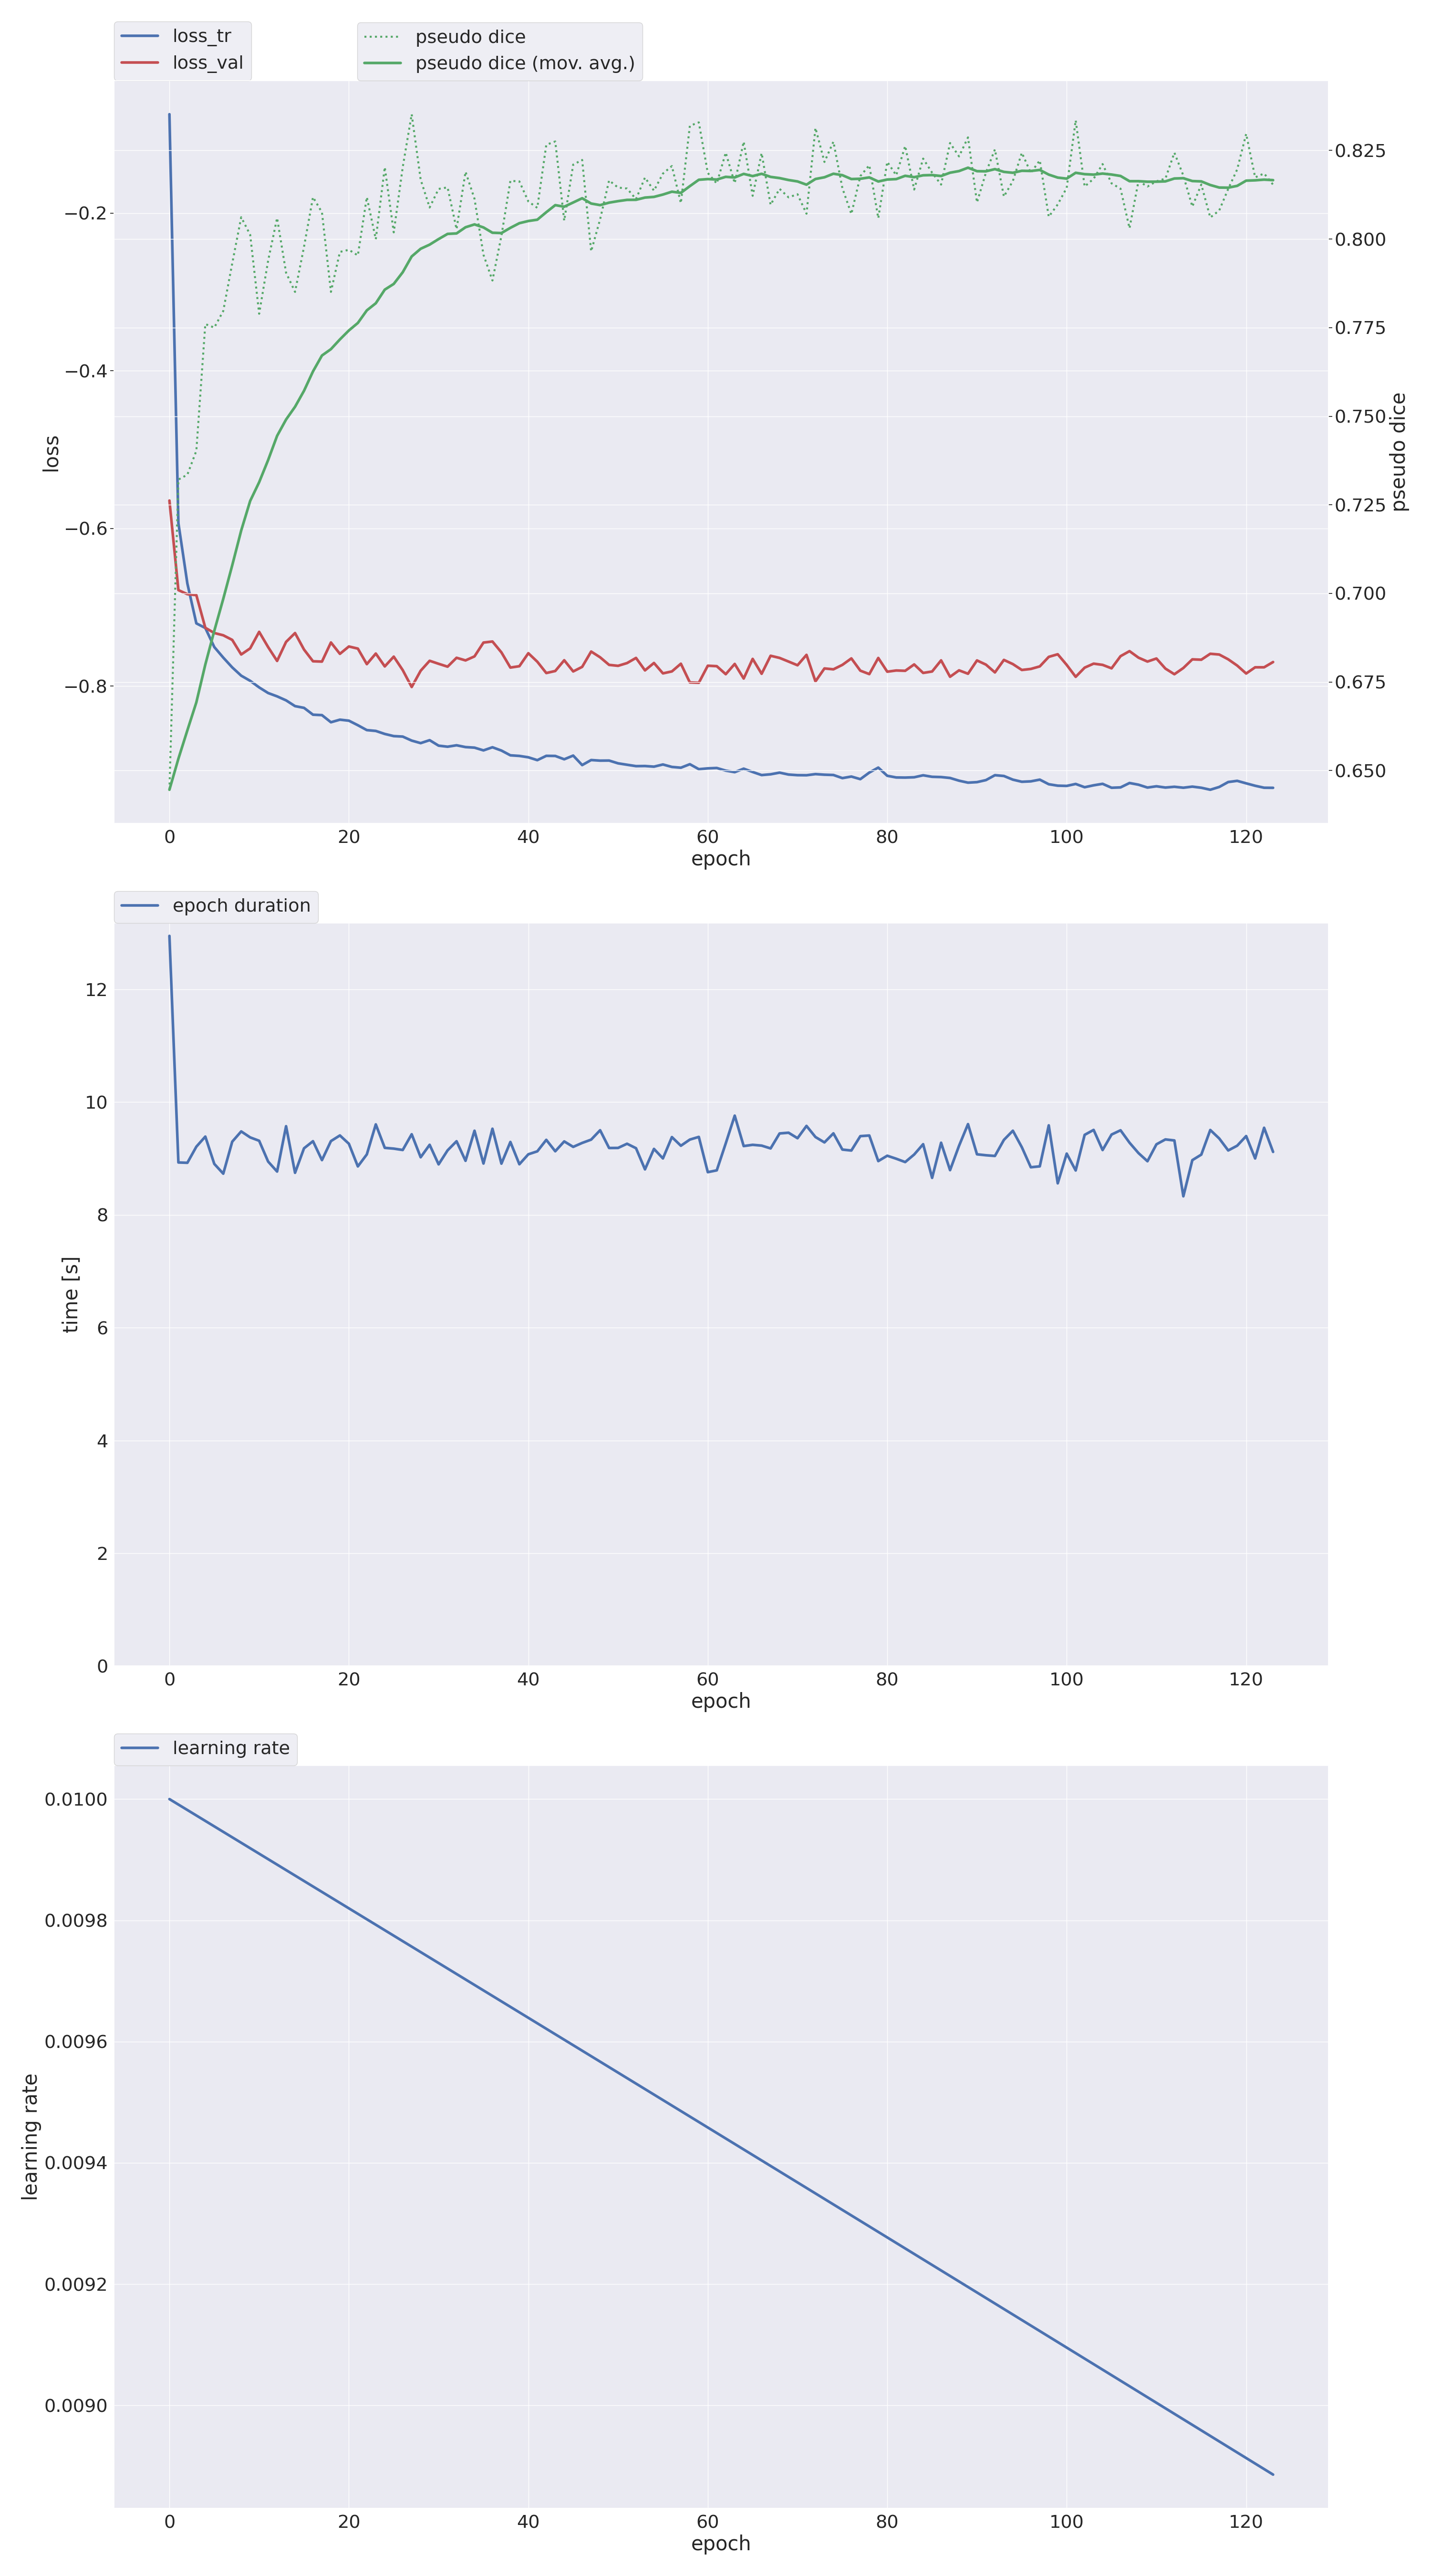 loss_tr
loss_val
pseudo dice
pseudo dice (mov. avg.)
−0.2
−0.4
−0.6
−0.8
loss
0.825
0.800
0.775
0.750
0.725
0.700
0.675
0.650
pseudo dice
0 20 40 60 80 100 120
epoch
epoch duration
12
10
8
6
4
2
0
time [s]
0 20 40 60 80 100 120
epoch
learning rate
0.0100
0.0098
0.0096
0.0094
0.0092
0.0090
learning rate
0 20 40 60 80 100 120
epoch